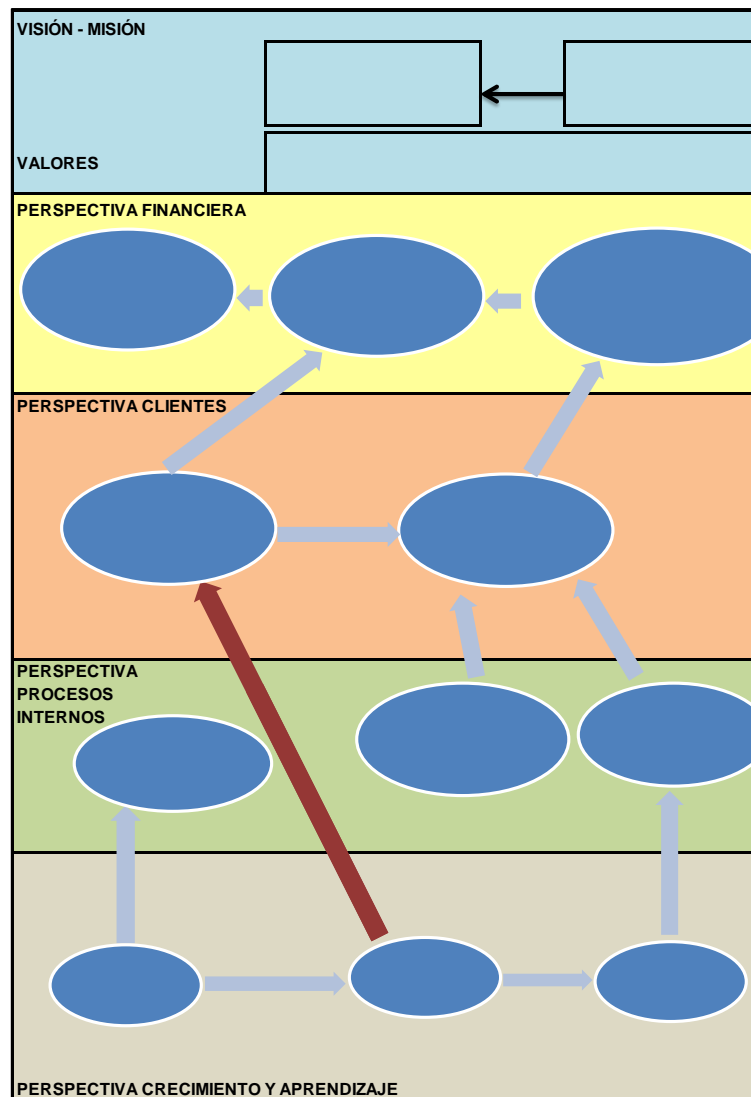 VISIÓN - MISIÓN
VALORES
PERSPECTIVA FINANCIERA
PERSPECTIVA CLIENTES
PERSPECTIVA
PROCESOS
INTERNOS
PERSPECTIVA CRECIMIENTO Y APRENDIZAJE